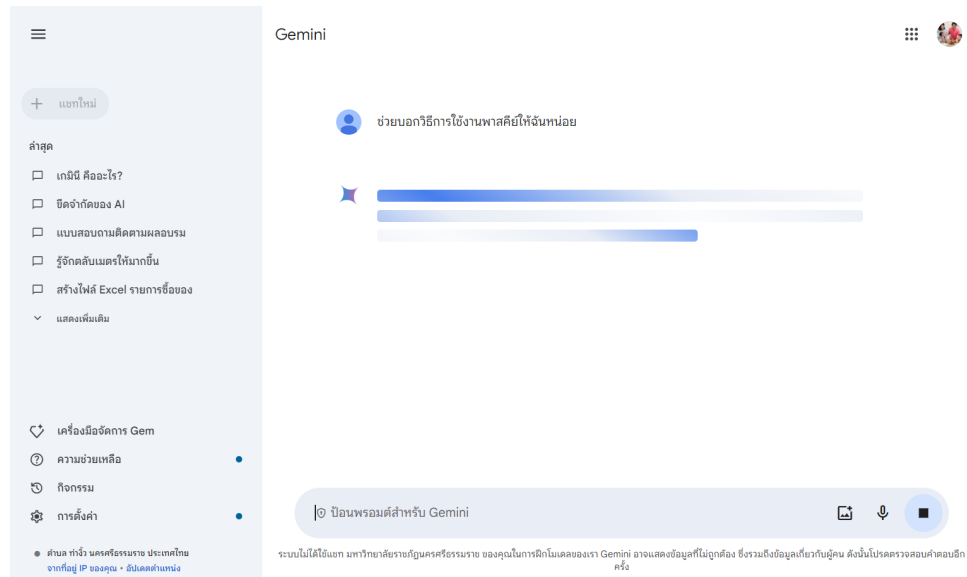 Gemini
แชทใหม่
ช่วยบอกวิธีการใช้งานพาสคีย์ให้ฉันหน่อย
ล่าสุด
เกมินี คืออะไร?
ขีดจำกัดของ AI
แบบสอบถามติดตามผลอบรม
รู้จักตลับเมตรให้มากขึ้น
สร้างไฟล์ Excel รายการซื้อของ
แสดงเพิ่มเติม
เครื่องมือจัดการ Gem
ความช่วยเหลือ
กิจกรรม
การตั้งค่า
ป้อนพรอมต์สำหรับ Gemini
ตำบล ท่างิ้ว นครศรีธรรมราช ประเทศไทย
จากที่อยู่ IP ของคุณ • อัปเดตตำแหน่ง
ระบบไม่ได้ใช้แชท มหาวิทยาลัยราชภัฏนครศรีธรรมราช ของคุณในการฝึกโมเดลของเรา Gemini อาจแสดงข้อมูลที่ไม่ถูกต้อง ซึ่งรวมถึงข้อมูลเกี่ยวกับผู้คน ดังนั้นโปรดตรวจสอบคำตอบอีก
ครั้ง